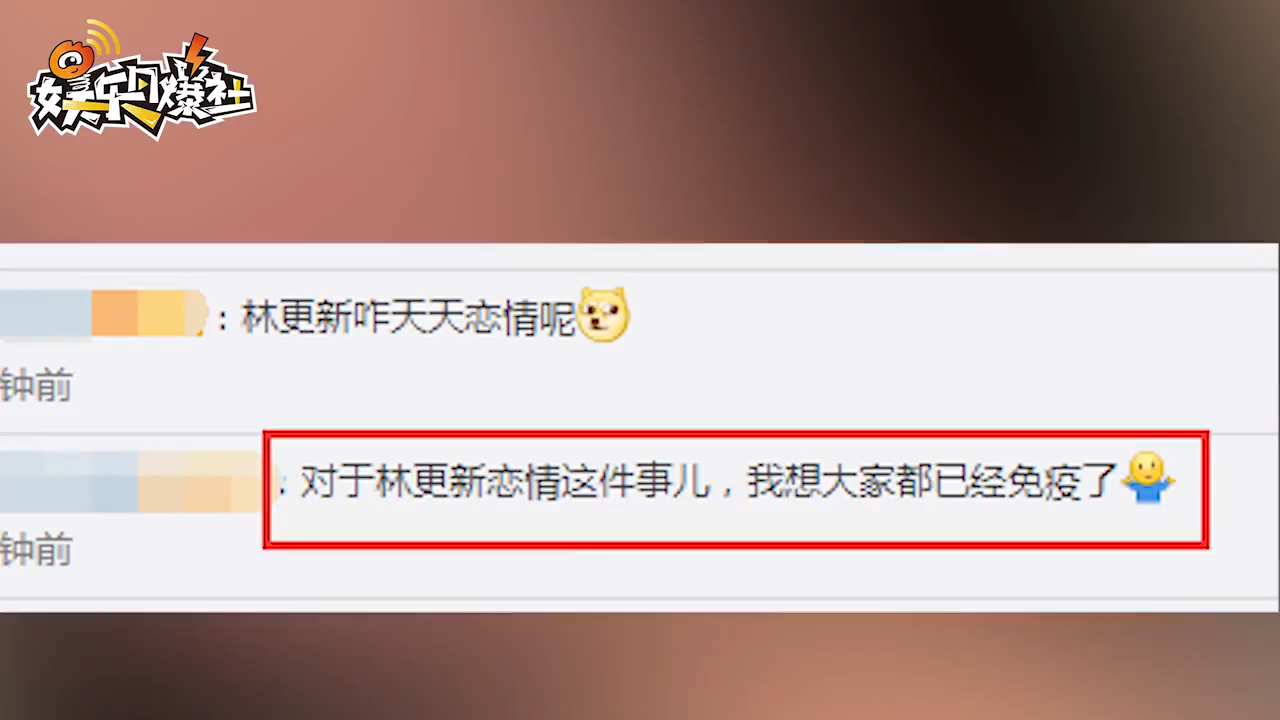 娱乐闪爆社
：林更新咋天天恋情呢
钟前
：对于林更新恋情这件事儿，我想大家都已经免疫了
钟前